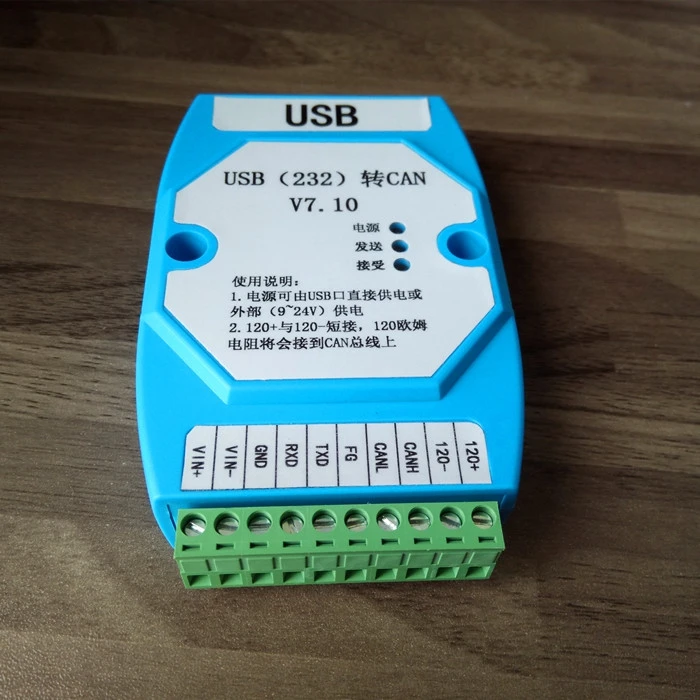 USB
USB（232）转CAN
V7.10
电源
发送
接受
使用说明：
1.电源可由USB口直接供电或
外部（9~24V）供电
2.120+与120-短接，120欧姆
电阻将会接到CAN总线上
VIN+ VIN- GND RXD TXD FG CANL CANH 120- 120+